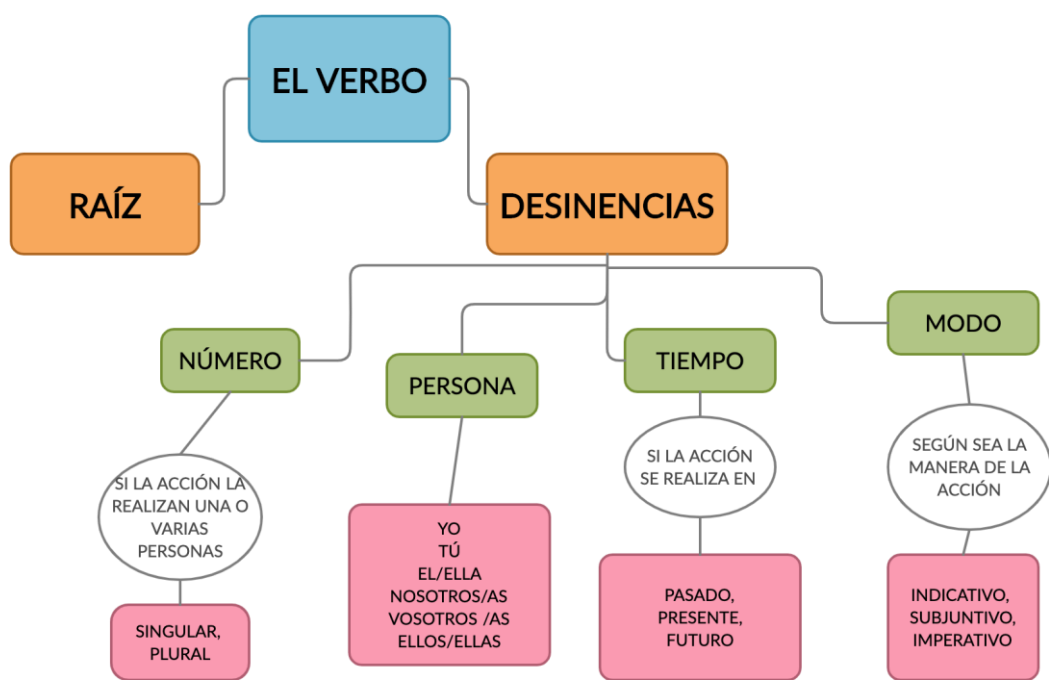 EL VERBO
RAÍZ
DESINENCIAS
NÚMERO
PERSONA
TIEMPO
MODO
SI LA ACCIÓN LA
REALIZAN UNA O
VARIAS
PERSONAS
SI LA ACCIÓN
SE REALIZA EN
SEGÚN SEA LA
MANERA DE LA
ACCIÓN
SINGULAR,
PLURAL
YO
TÚ
EL/ELLA
NOSOTROS/AS
VOSOTROS /AS
ELLOS/ELLAS
PASADO,
PRESENTE,
FUTURO
INDICATIVO,
SUBJUNTIVO,
IMPERATIVO